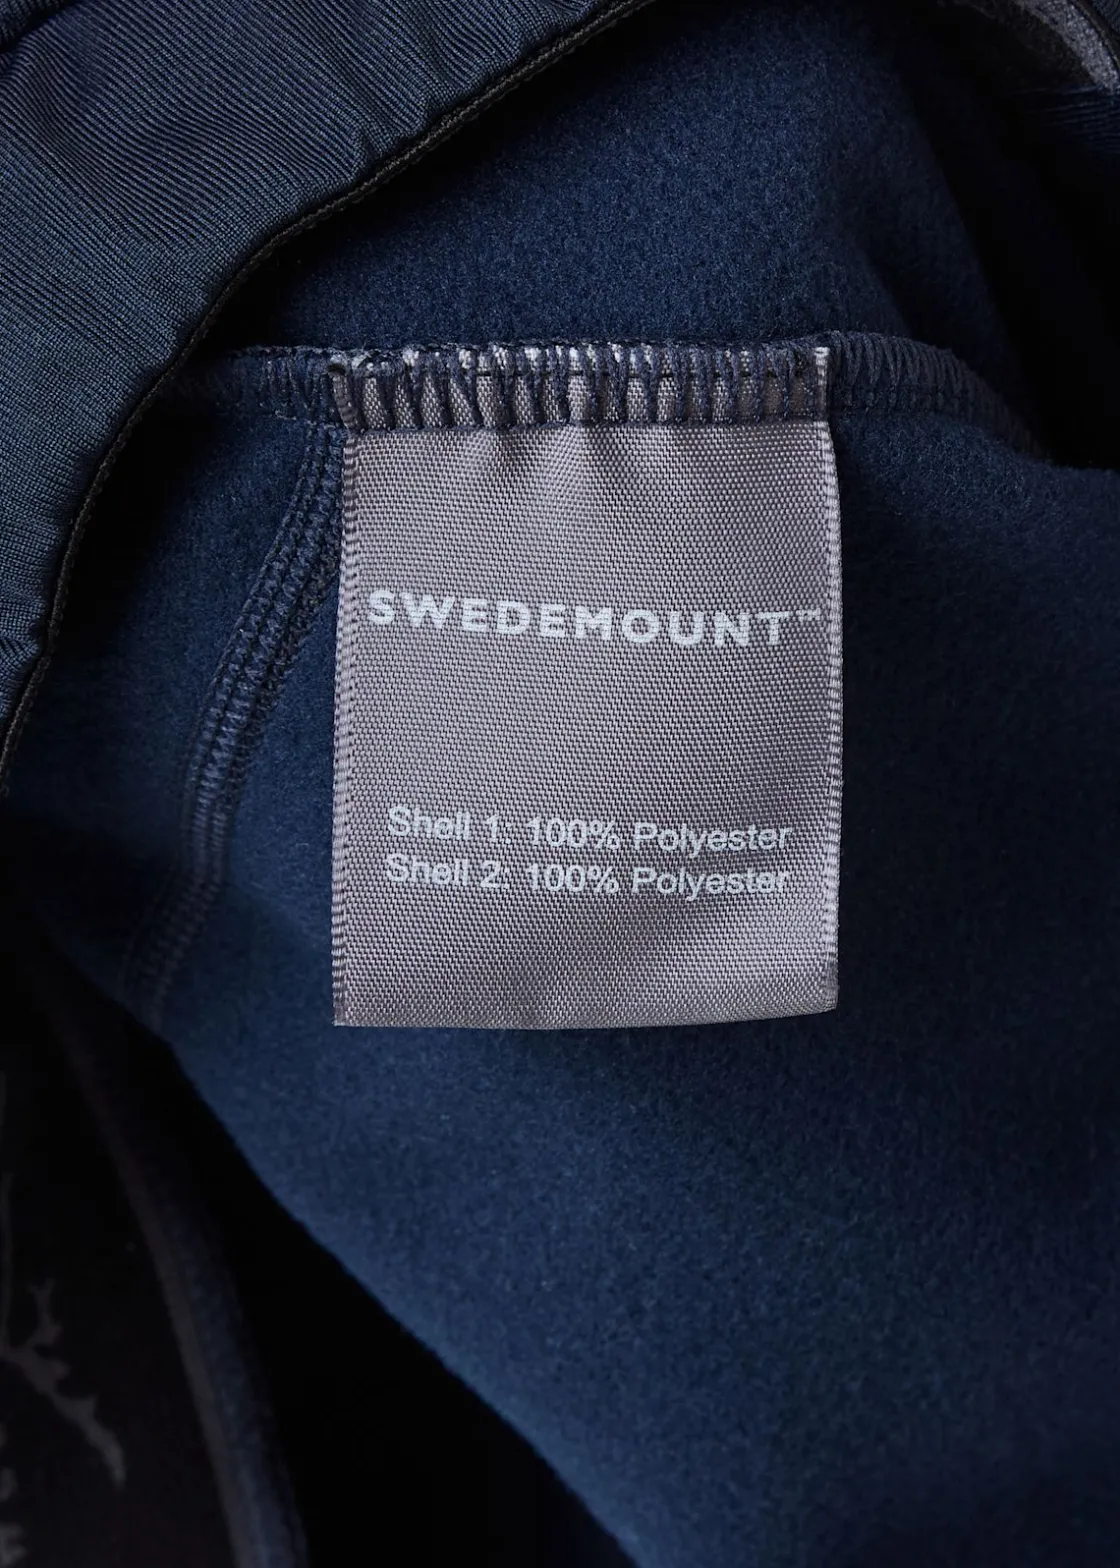 SWEDEMOUNT™
Shell 1: 100% Polyester
Shell 2: 100% Polyester